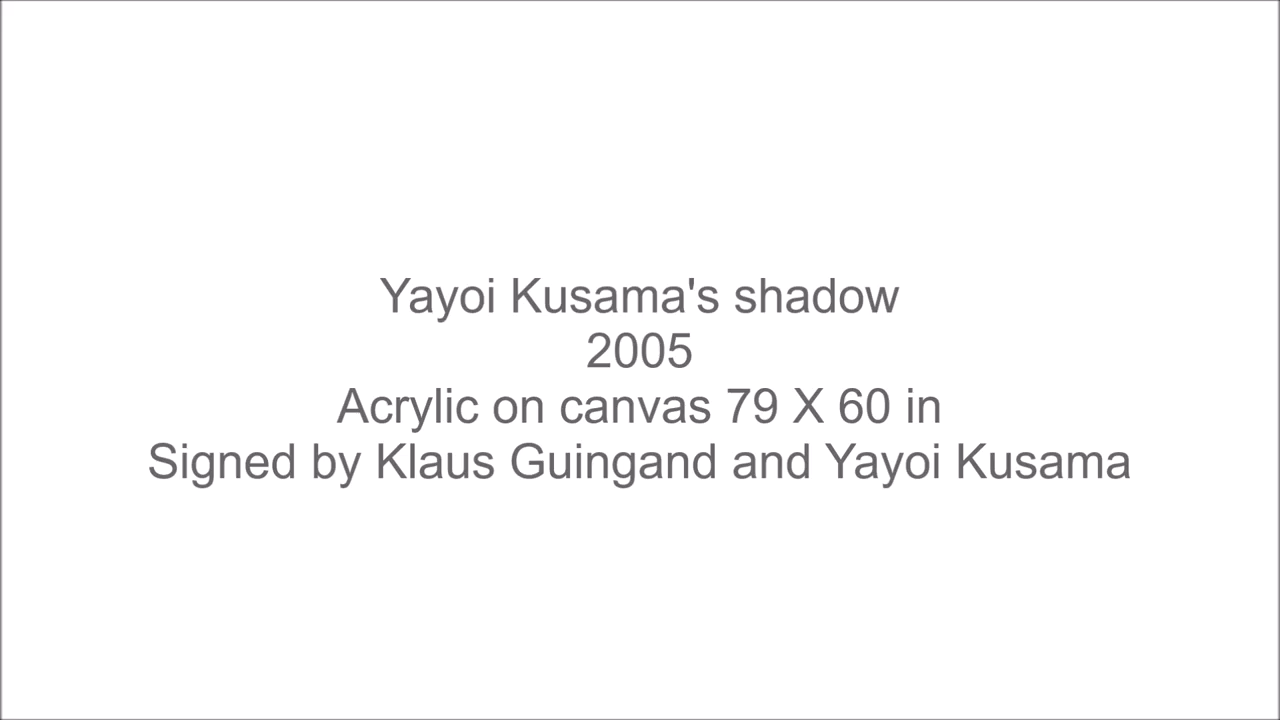 Yayoi Kusama's shadow
2005
Acrylic on canvas 79 X 60 in
Signed by Klaus Guingand and Yayoi Kusama